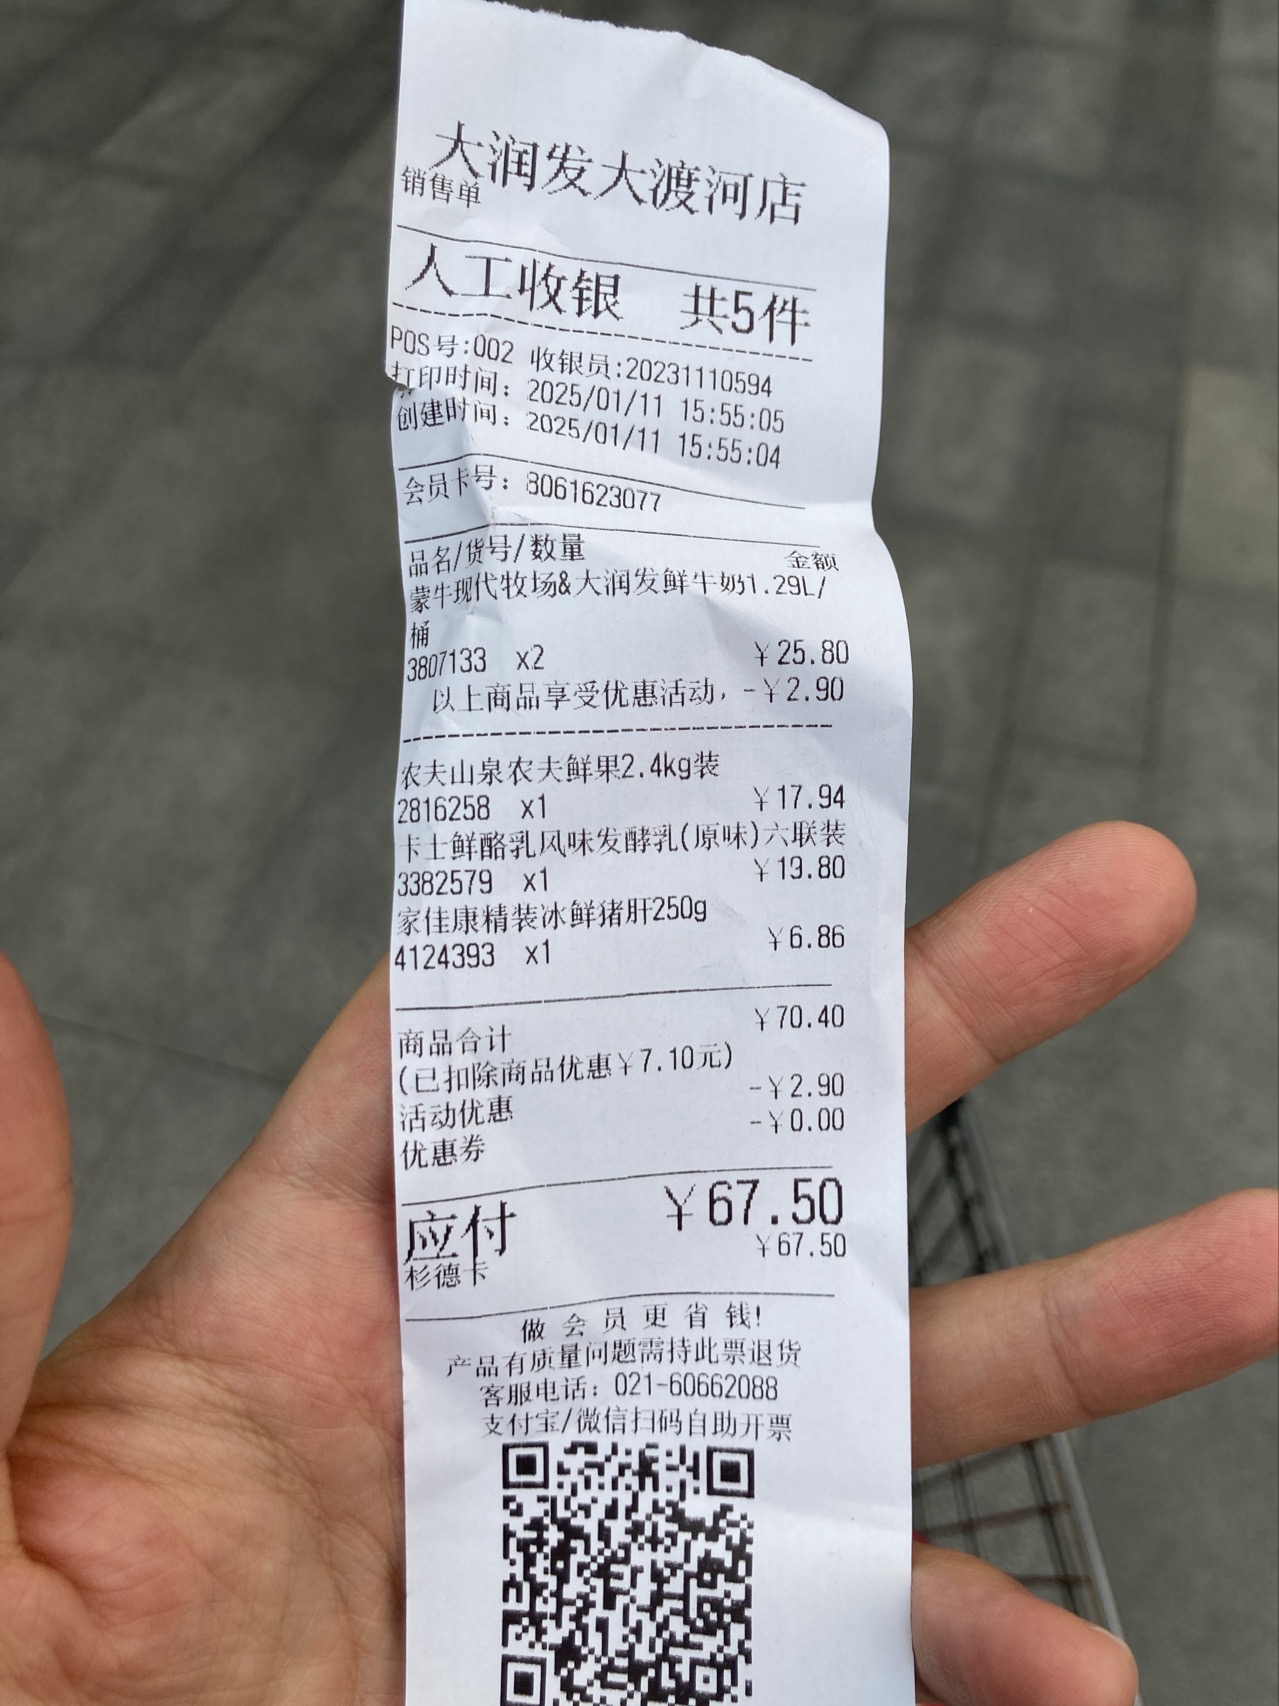 大润发大渡河店
销售单
人工收银 共5件
POS号:002 收银员:20231110594
打印时间: 2025/01/11 15:55:05
创建时间: 2025/01/11 15:55:04
会员卡号: 8061623077
品名/货号/数量 金额
蒙牛现代牧场&大润发鲜牛奶1.29L/
桶
3807133 x2 ￥25.80
以上商品享受优惠活动, -￥2.90
农夫山泉农夫鲜果2.4kg装
2816258 x1 ￥17.94
卡士鲜酪乳风味发酵乳(原味)六联装
3382579 x1 ￥19.80
家佳康精装冰鲜猪肝250g
4124393 x1 ￥6.86
商品合计 ￥70.40
(已扣除商品优惠￥7.10元)
活动优惠 -￥2.90
优惠券 -￥0.00
应付 ￥67.50
杉德卡 ￥67.50
做 会 员 更 省 钱!
产品有质量问题需持此票退货
客服电话: 021-60662088
支付宝/微信扫码自助开票